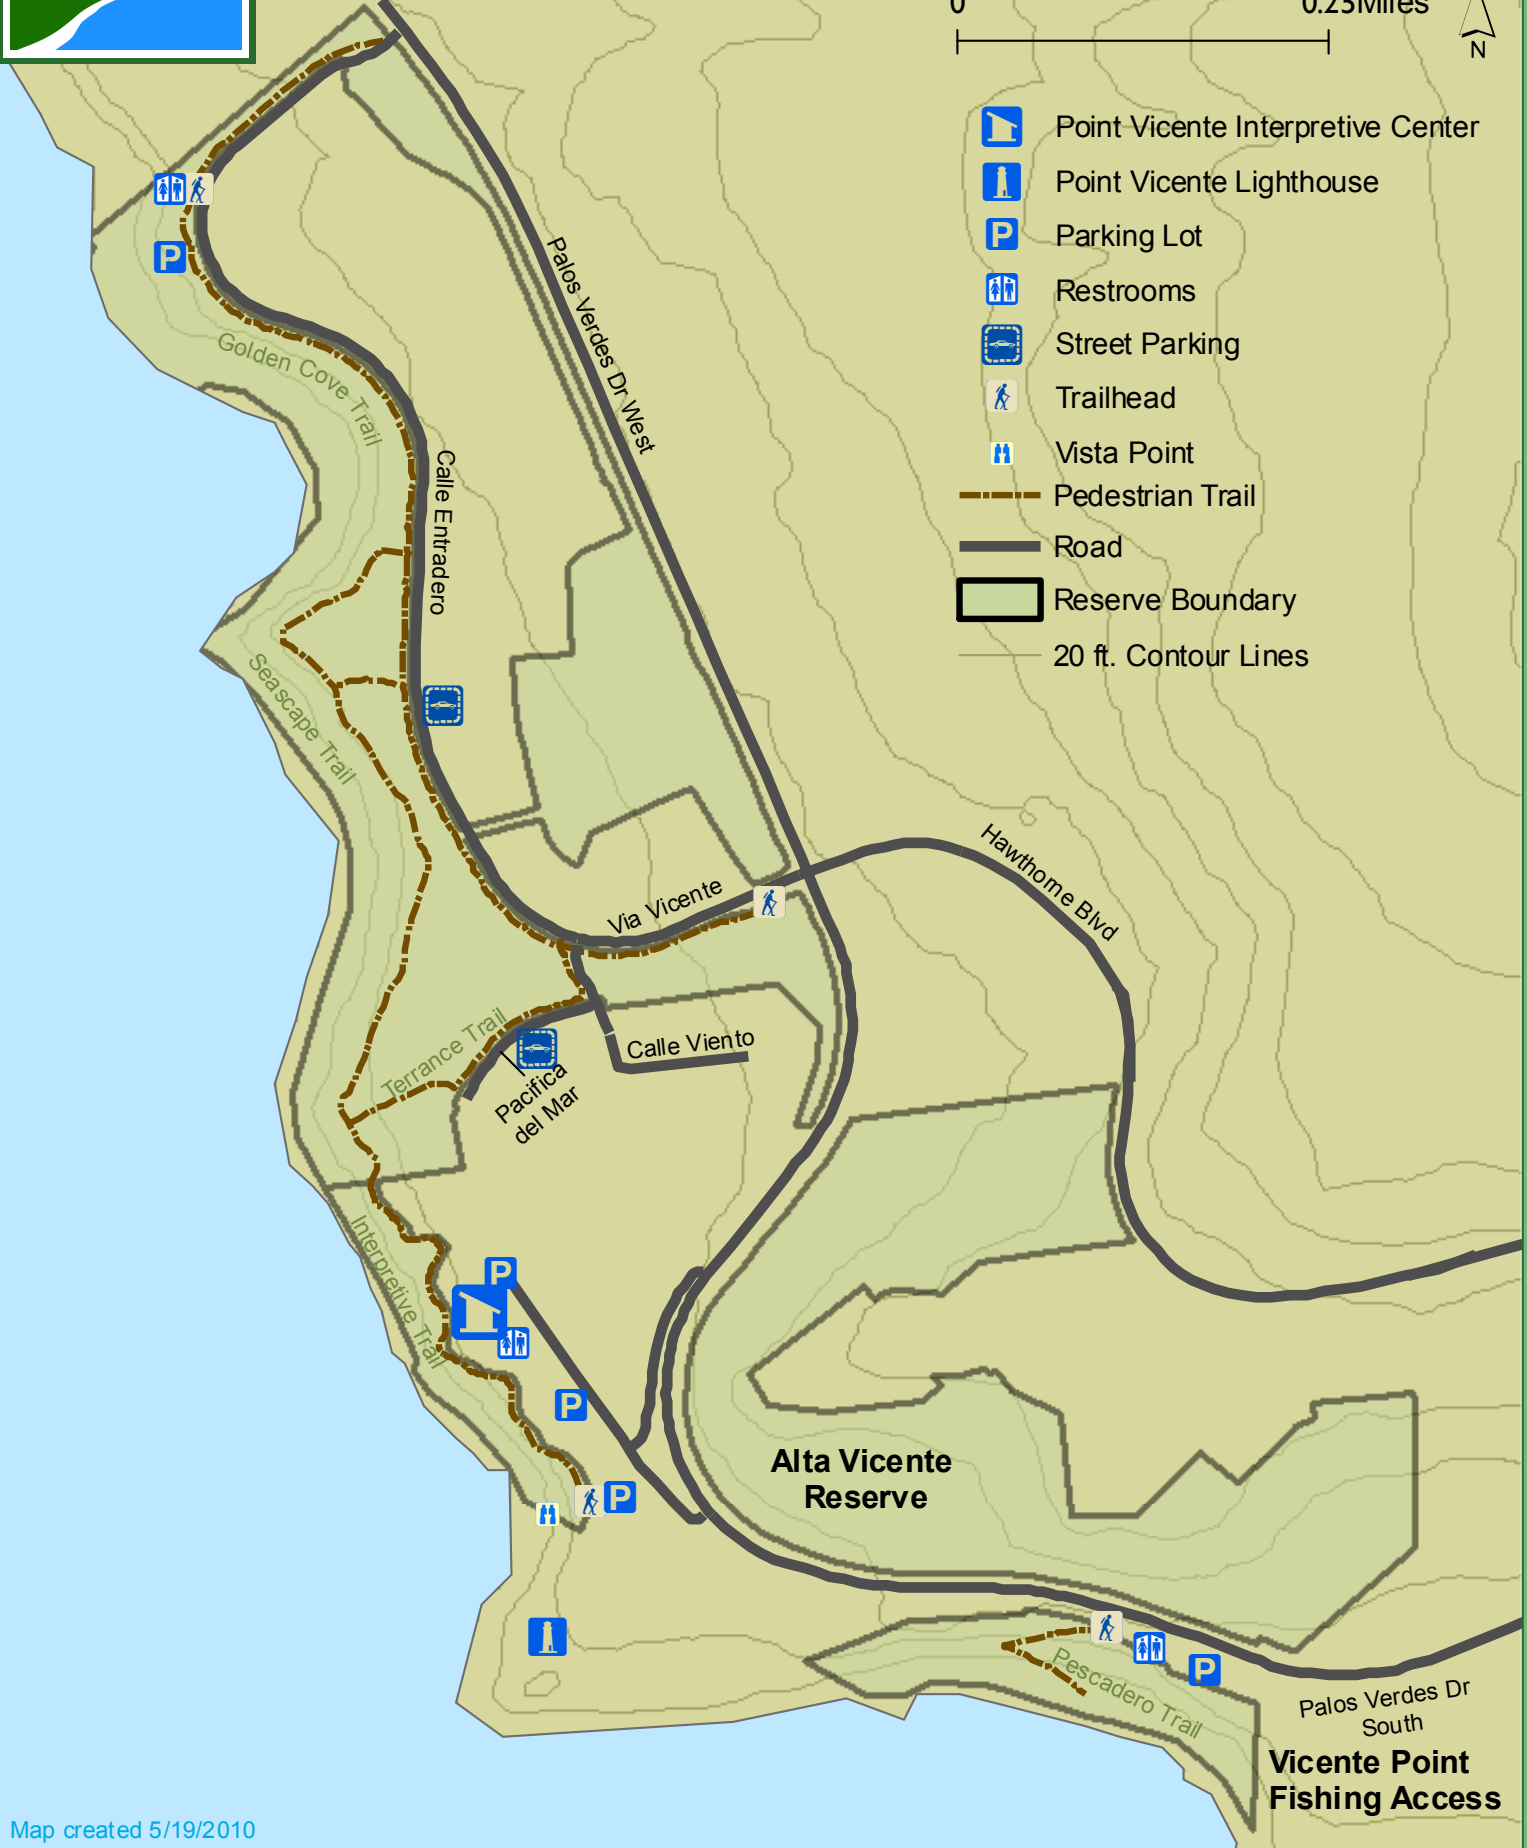 0 0.25Miles
N
Point Vicente Interpretive Center
Point Vicente Lighthouse
P Parking Lot
Restrooms
Street Parking
Trailhead
Vista Point
Pedestrian Trail
Road
Reserve Boundary
20 ft. Contour Lines
P
Palos Verdes Dr West
Golden Cove Trail
Calle Entradero
Seascape Trail
Hawthorne Blvd
Via Vicente
Terrance Trail
Calle Viento
Pacifica
del Mar
Interpretive Trail
P
P
P
Alta Vicente
Reserve
P
Pescadero Trail
Palos Verdes Dr
South
Vicente Point
Fishing Access
Map created 5/19/2010